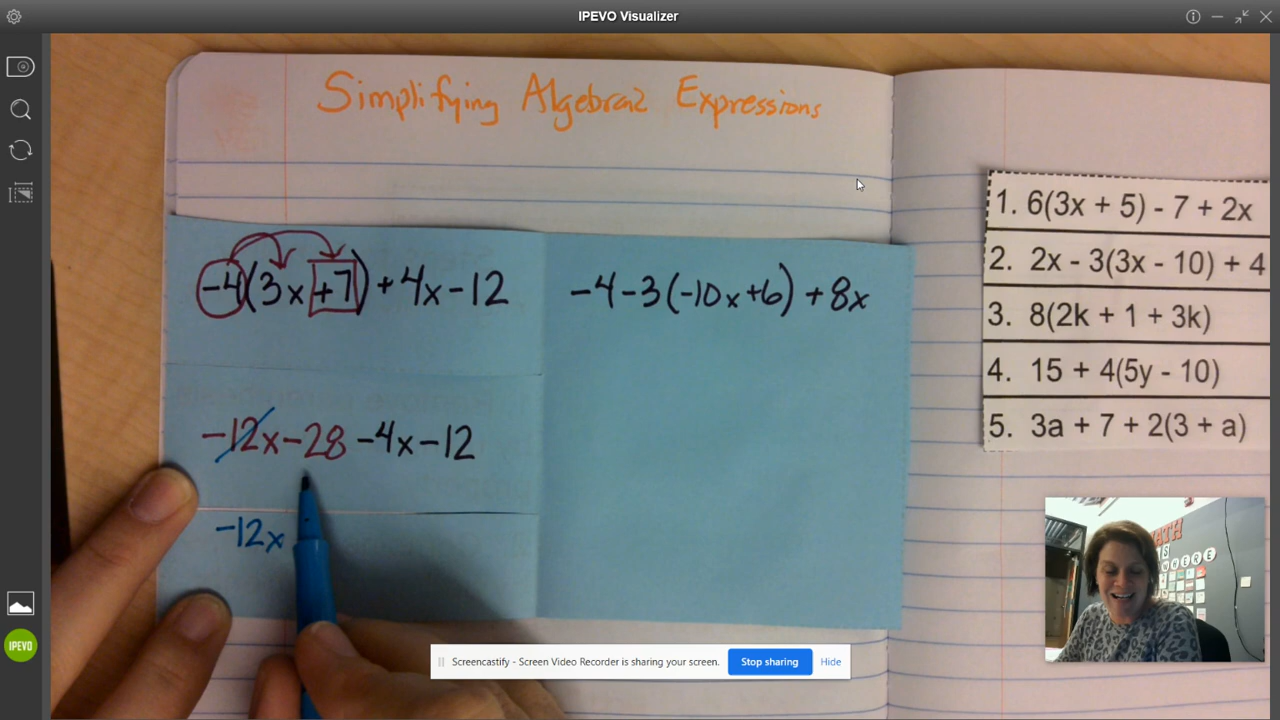 IPEVO Visualizer
Simplifying Algebraic Expressions
-4(3x +7) + 4x - 12
-12x - 28 - 4x - 12
-12x
-4 - 3(-10x + 6) + 8x
1. 6(3x + 5) - 7 + 2x
2. 2x - 3(3x - 10) + 4
3. 8(2k + 1 + 3k)
4. 15 + 4(5y - 10)
5. 3a + 7 + 2(3 + a)
MATH
IS
Screencastify - Screen Video Recorder is sharing your screen.
Stop sharing
Hide
IPEVO